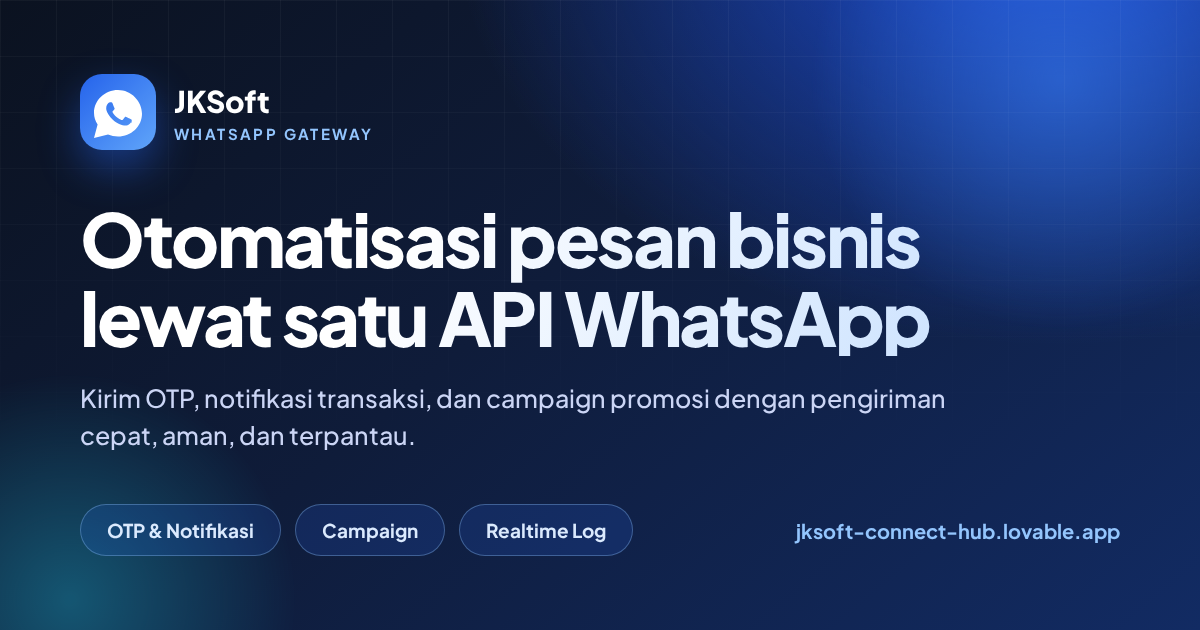 JKSoft
WHATSAPP GATEWAY
Otomatisasi pesan bisnis
lewat satu API WhatsApp
Kirim OTP, notifikasi transaksi, dan campaign promosi dengan pengiriman
cepat, aman, dan terpantau.
OTP & Notifikasi
Campaign
Realtime Log
jksoft-connect-hub.lovable.app